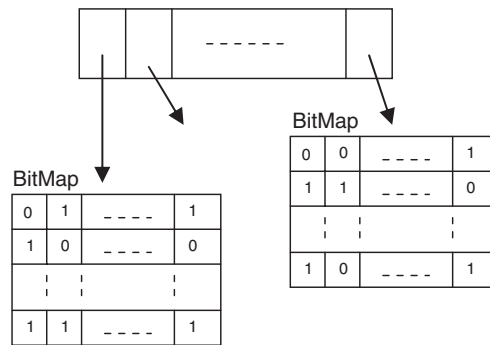 ------
BitMap
0 1 ---- 1
1 0 ---- 0
1 1 ---- 1
BitMap
0 0 ---- 1
1 1 ---- 0
1 0 ---- 1